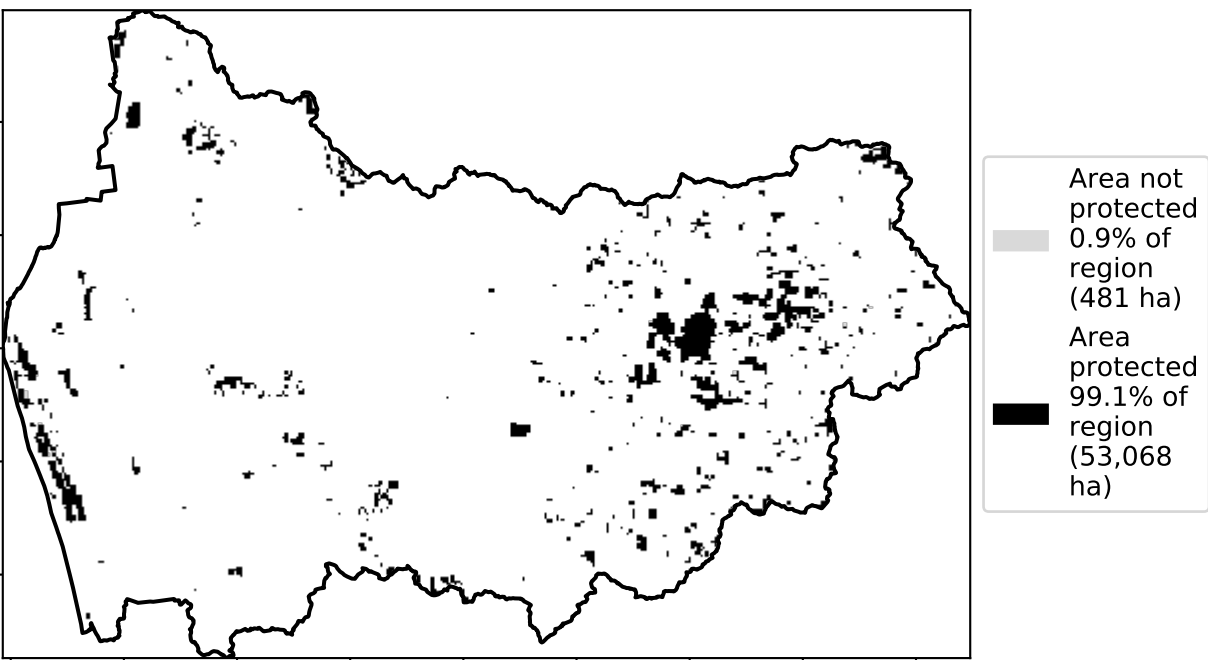 Area not
protected
0.9% of
region
(481 ha)
Area
protected
99.1% of
region
(53,068
ha)